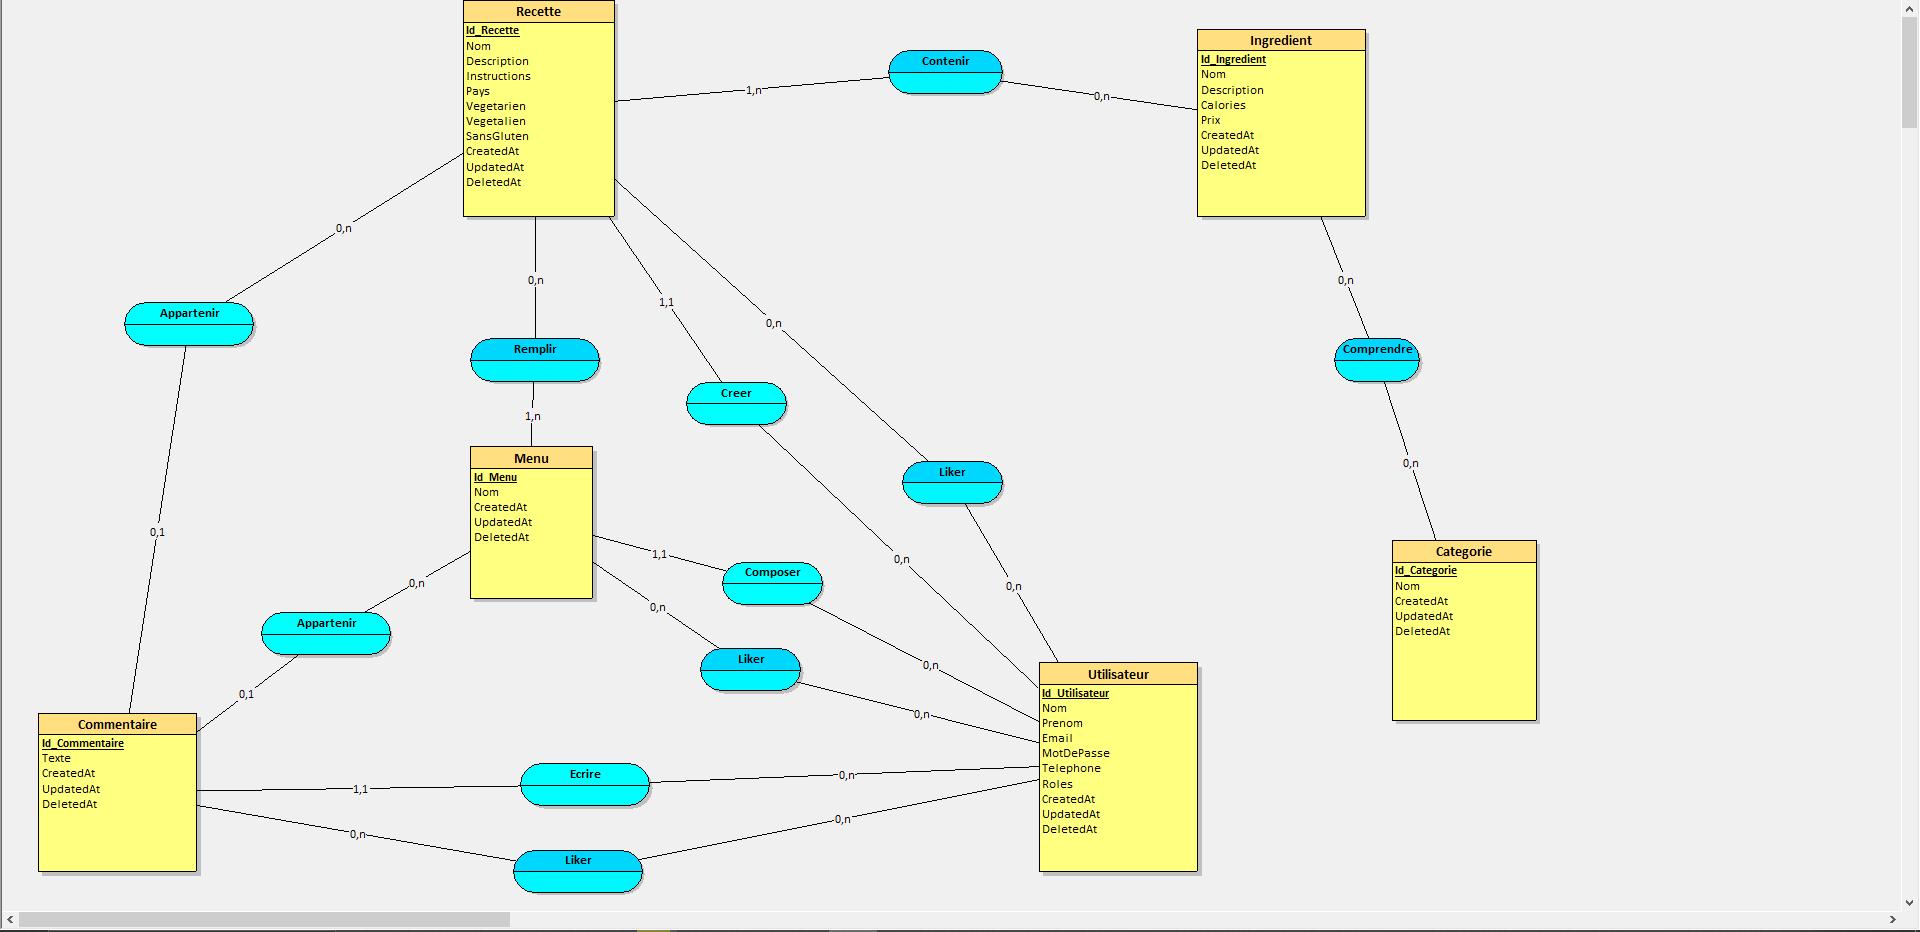 Recette
Id_Recette
Nom
Description
Instructions
Pays
Vegetarien
Vegetalien
SansGluten
CreatedAt
UpdatedAt
DeletedAt
Contenir
1,n
0,n
Ingredient
Id_Ingredient
Nom
Description
Calories
Prix
CreatedAt
UpdatedAt
DeletedAt
0,n
Appartenir
0,1
0,n
Remplir
1,n
1,1
Creer
0,n
0,n
Liker
0,n
0,n
Comprendre
0,n
Menu
Id_Menu
Nom
CreatedAt
UpdatedAt
DeletedAt
1,1
Composer
0,n
0,n
Liker
0,n
0,n
Appartenir
0,1
Categorie
Id_Categorie
Nom
CreatedAt
UpdatedAt
DeletedAt
Commentaire
Id_Commentaire
Texte
CreatedAt
UpdatedAt
DeletedAt
1,1
Ecrire
0,n
0,n
Liker
0,n
Utilisateur
Id_Utilisateur
Nom
Prenom
Email
MotDePasse
Telephone
Roles
CreatedAt
UpdatedAt
DeletedAt